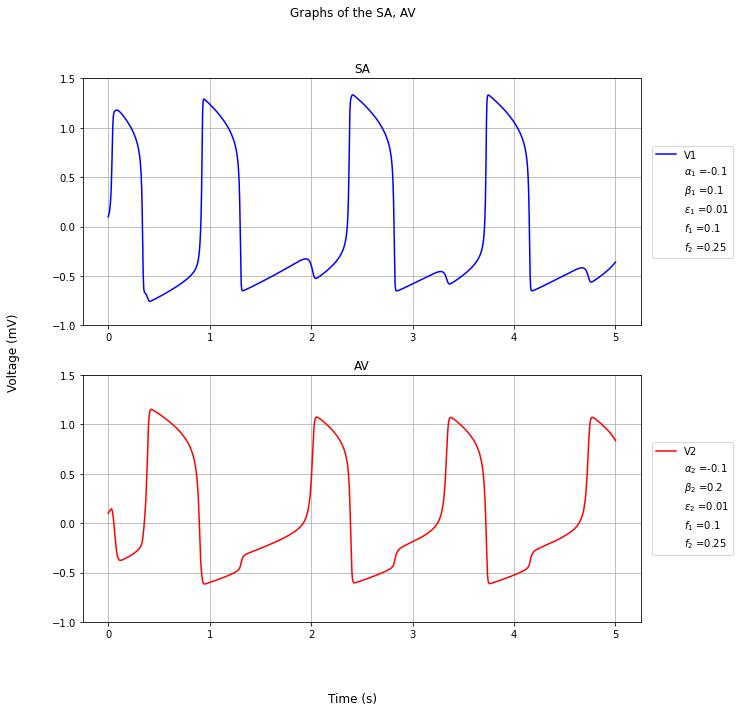 Graphs of the SA, AV
SA
1.5
1.0
0.5
0.0
−0.5
−1.0
0 1 2 3 4 5
V1
α₁ =-0.1
β₁ =0.1
ε₁ =0.01
f₁ =0.1
f₂ =0.25
Voltage (mV)
AV
1.5
1.0
0.5
0.0
−0.5
−1.0
0 1 2 3 4 5
V2
α₂ =-0.1
β₂ =0.2
ε₂ =0.01
f₁ =0.1
f₂ =0.25
Time (s)